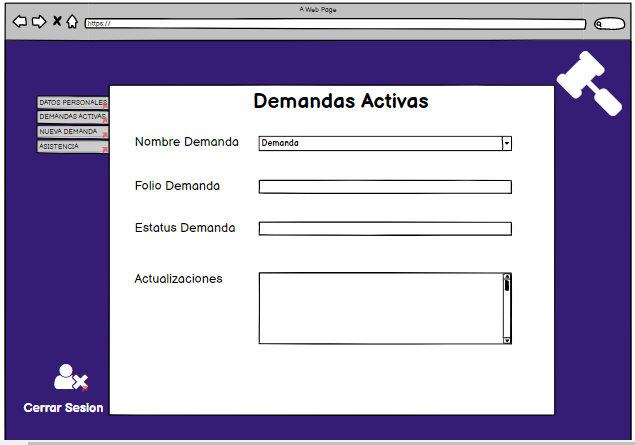 A Web Page
https://
DATOS PERSONALES
DEMANDAS ACTIVAS
NUEVA DEMANDA
ASISTENCIA
Demandas Activas
Nombre Demanda
Demanda
Folio Demanda
Estatus Demanda
Actualizaciones
Cerrar Sesion